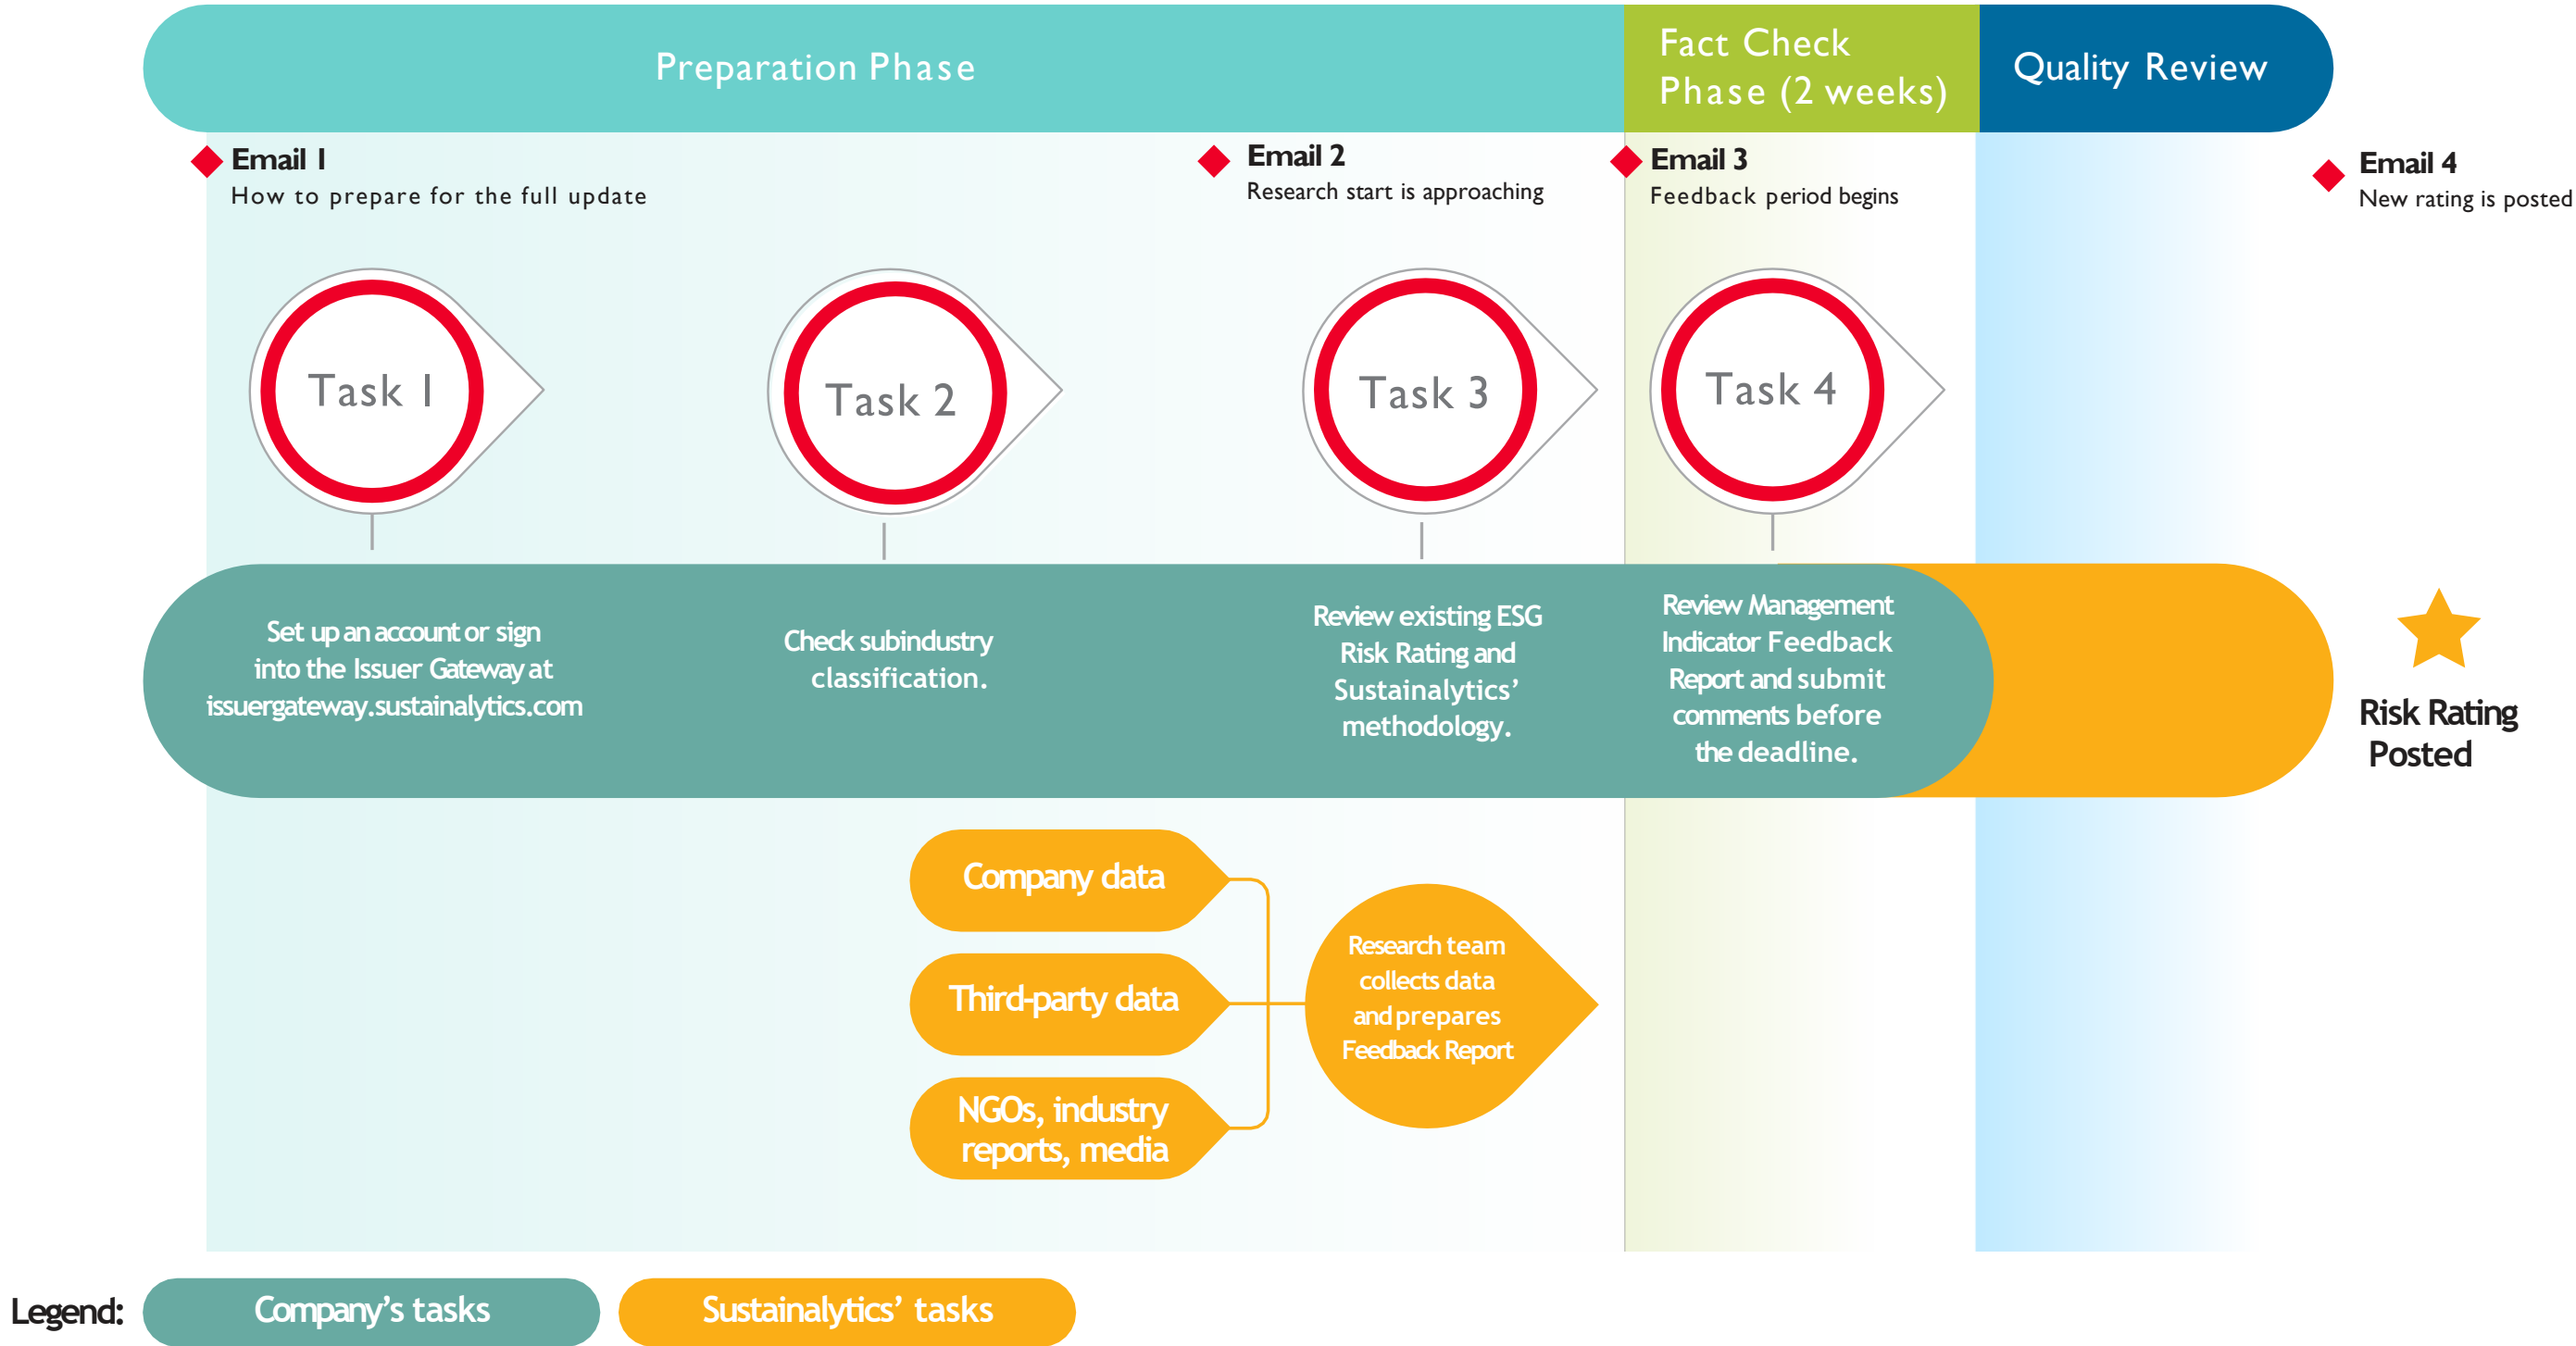 Preparation Phase
Fact Check
Phase (2 weeks)
Quality Review
Email 1
How to prepare for the full update
Email 2
Research start is approaching
Email 3
Feedback period begins
Email 4
New rating is posted
Task 1
Task 2
Task 3
Task 4
Set up an account or sign
into the Issuer Gateway at
issuergateway.sustainalytics.com
Check subindustry
classification.
Review existing ESG
Risk Rating and
Sustainalytics’
methodology.
Review Management
Indicator Feedback
Report and submit
comments before
the deadline.
Risk Rating
Posted
Company data
Third-party data
NGOs, industry
reports, media
Research team
collects data
and prepares
Feedback Report
Legend:
Company’s tasks
Sustainalytics’ tasks